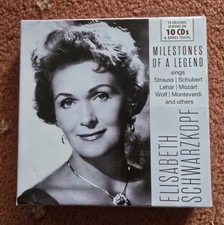 10 ORIGINAL ALBUMS ON
10 CDs
& BONUS TRACKS
MILESTONES
OF A LEGEND
sings
Strauss | Schubert
Lehár | Mozart
Wolf | Monteverdi
and others
ELISABETH
SCHWARZKOPF